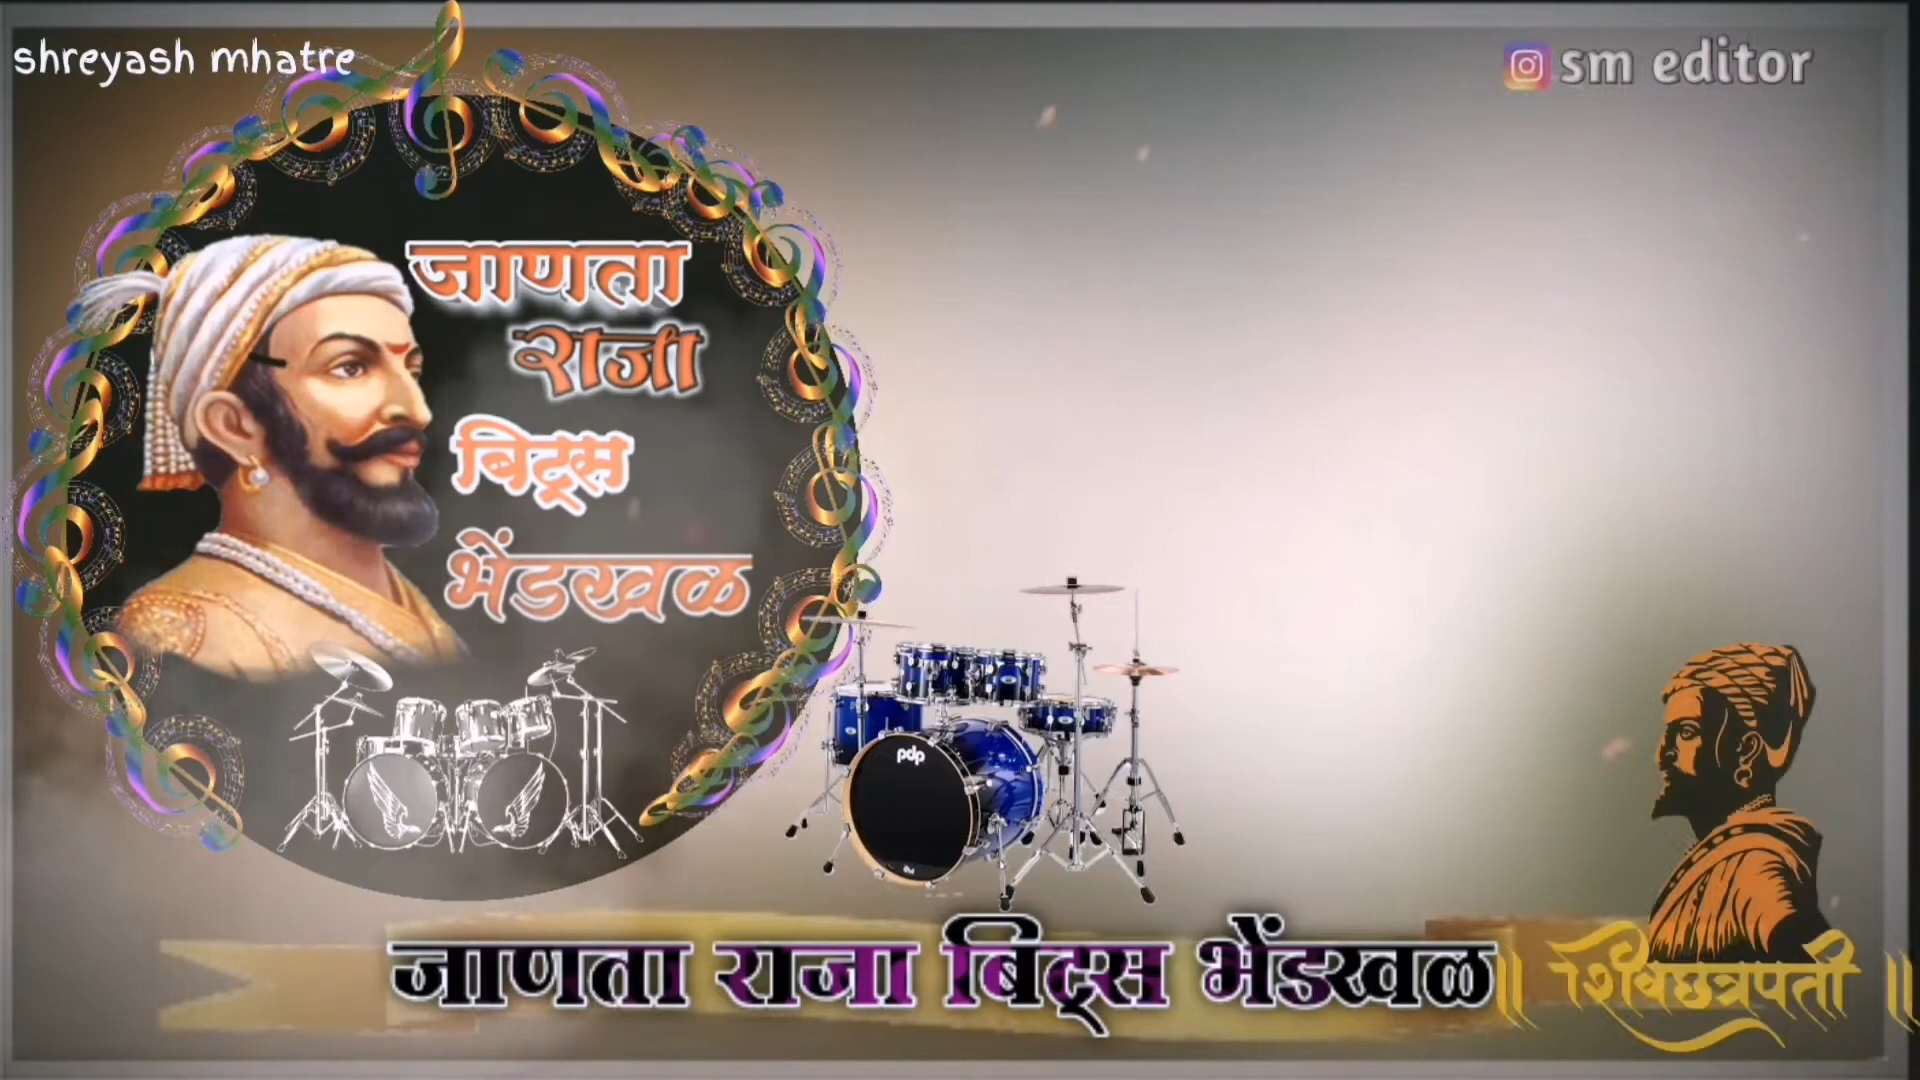 shreyash mhatre
sm editor
जाणता
राजा
बिट्स
भेंडखळ
pdp
जाणता राजा बिट्स भेंडखळ
॥ शिवछत्रपती ॥